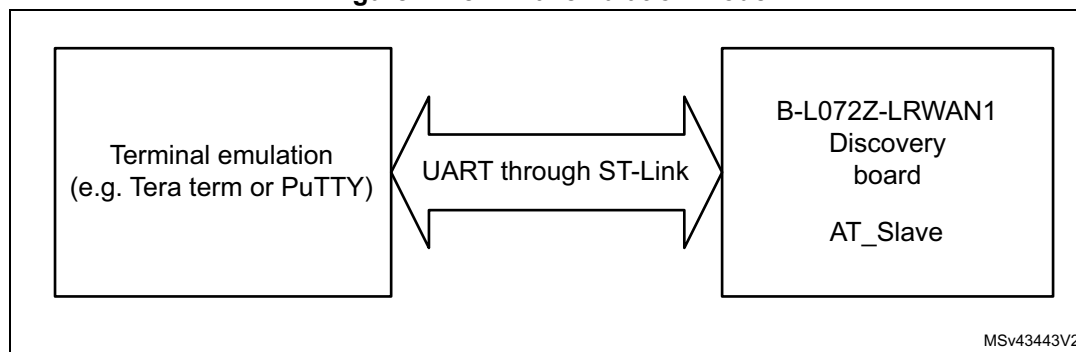 Terminal emulation
(e.g. Tera term or PuTTY)
UART through ST-Link
B-L072Z-LRWAN1
Discovery
board
AT_Slave
MSv43443V2